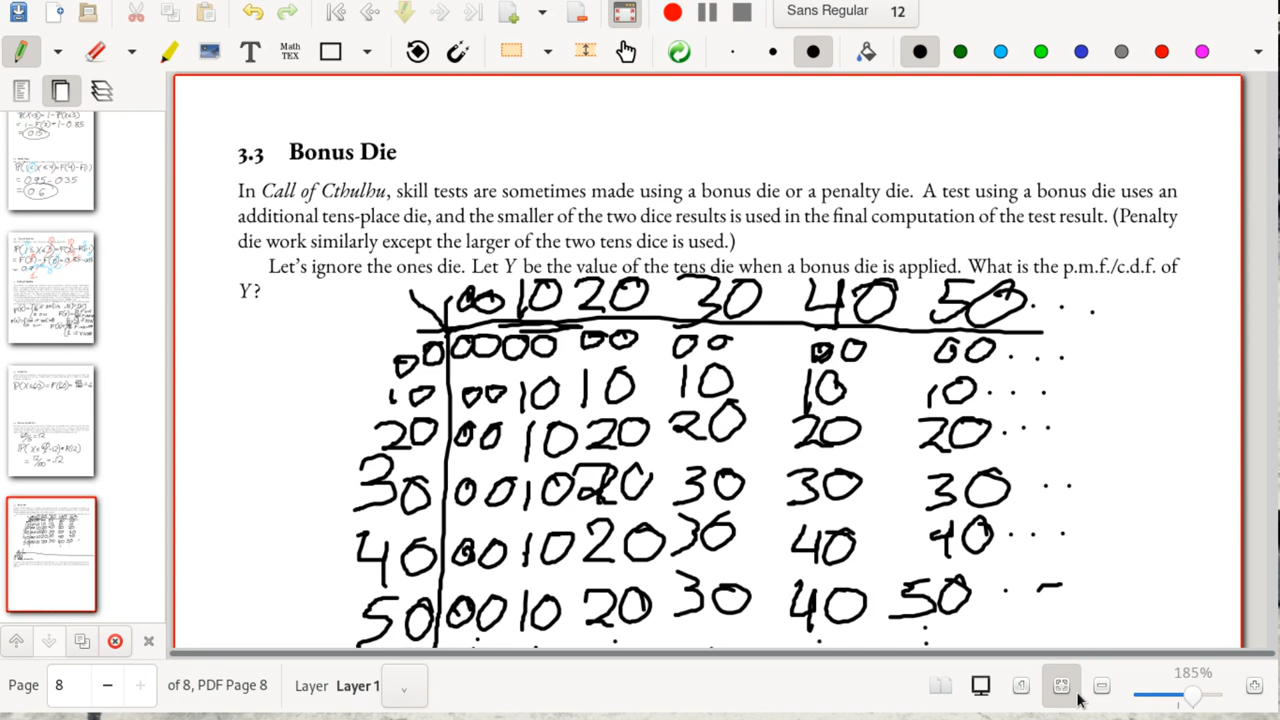 Sans Regular 12
T Math TEX
3.3 Bonus Die
In Call of Cthulhu, skill tests are sometimes made using a bonus die or a penalty die. A test using a bonus die uses an
additional tens-place die, and the smaller of the two dice results is used in the final computation of the test result. (Penalty
die work similarly except the larger of the two tens dice is used.)
Let's ignore the ones die. Let Y be the value of the tens die when a bonus die is applied. What is the p.m.f./c.d.f. of
Y?
00 10 20 30 40 50 . . .
00 00 00 00 00 00 00 . . .
10 00 10 10 10 10 10 . . .
20 00 10 20 20 20 20 . . .
30 00 10 20 30 30 30 . .
40 00 10 20 30 40 40 . . .
50 00 10 20 30 40 50 . -
Page 8 of 8, PDF Page 8 Layer Layer 1 185%